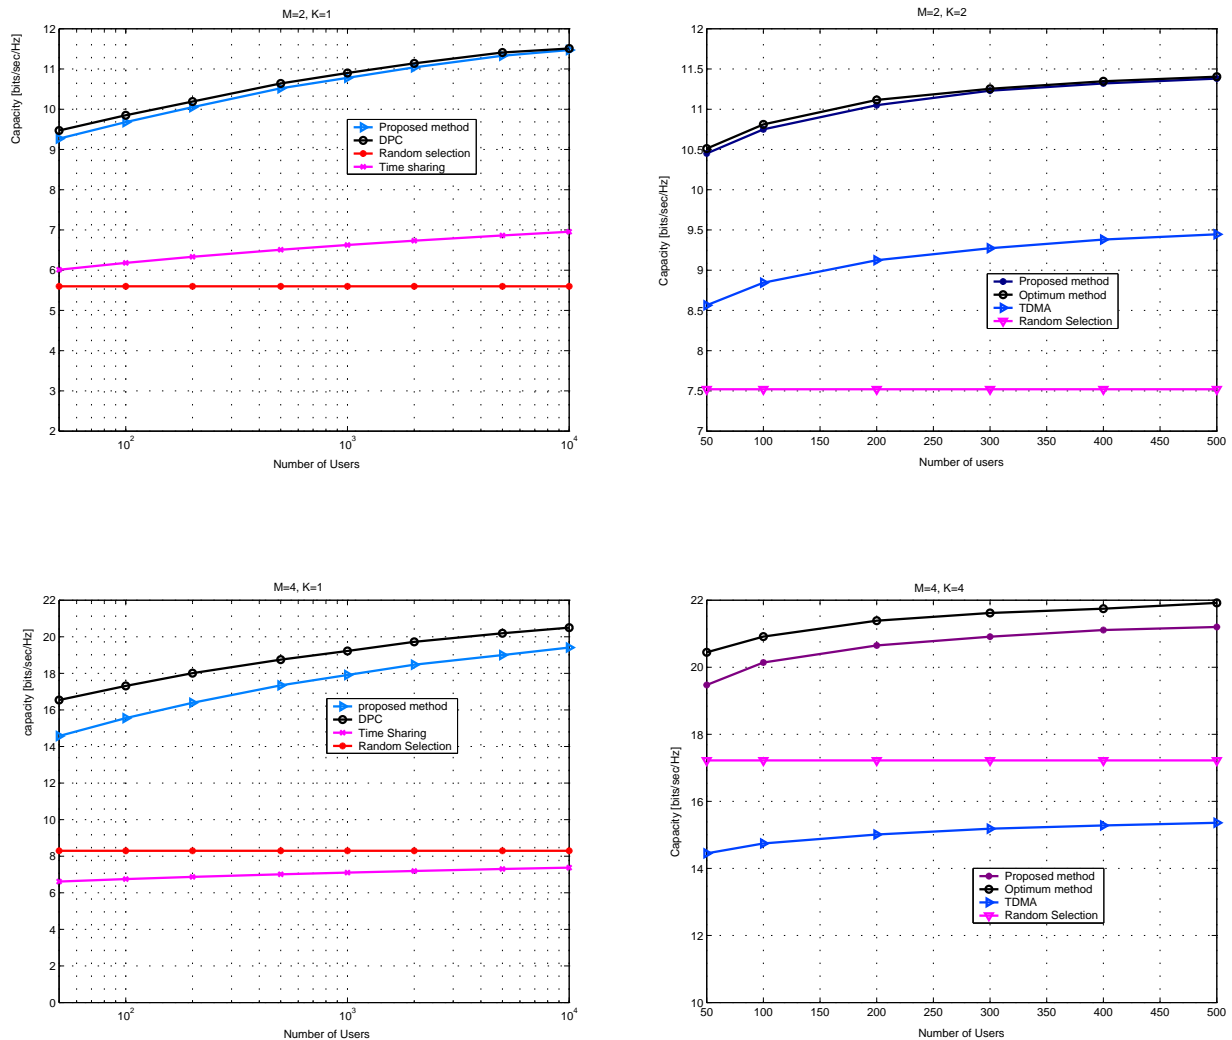 M=2, K=1
Capacity [bits/sec/Hz]
12
11
10
9
8
7
6
5
4
3
2
Proposed method
DPC
Random selection
Time sharing
10^2
10^3
10^4
Number of Users
M=2, K=2
Capacity [bits/sec/Hz]
12
11.5
11
10.5
10
9.5
9
8.5
8
7.5
7
Proposed method
Optimum method
TDMA
Random Selection
50 100 150 200 250 300 350 400 450 500
Number of users
M=4, K=1
capacity [bits/sec/Hz]
22
20
18
16
14
12
10
8
6
4
2
0
proposed method
DPC
Time Sharing
Random Selection
10^2
10^3
10^4
Number of Users
M=4, K=4
Capacity [bits/sec/Hz]
22
20
18
16
14
12
10
Proposed method
Optimum method
TDMA
Random Selection
50 100 150 200 250 300 350 400 450 500
Number of Users